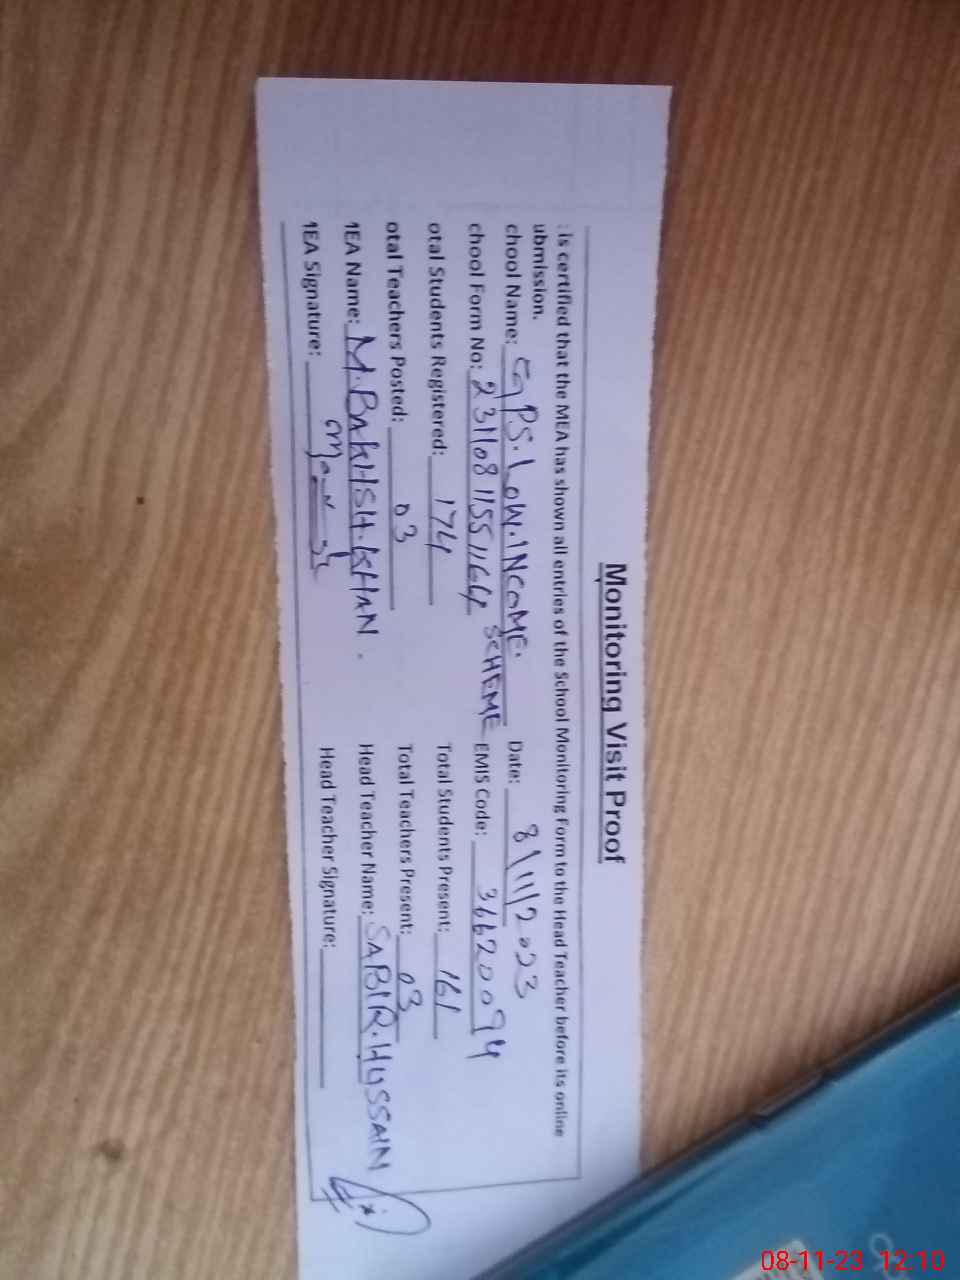 Monitoring Visit Proof
: is certified that the MEA has shown all entries of the School Monitoring Form to the Head Teacher before its online
ubmission.
chool Name: GPS. LOW. INCOME. SCHEME Date: 8/11/2023
chool Form No: 231108 1155 1164 EMIS Code: 36620094
otal Students Registered: 174 Total Students Present: 161
otal Teachers Posted: 03 Total Teachers Present: 03
1EA Name: M. BAKHSH. KHAN. Head Teacher Name: SABIR. HUSSAIN
1EA Signature: Head Teacher Signature:
08-11-23 12:10